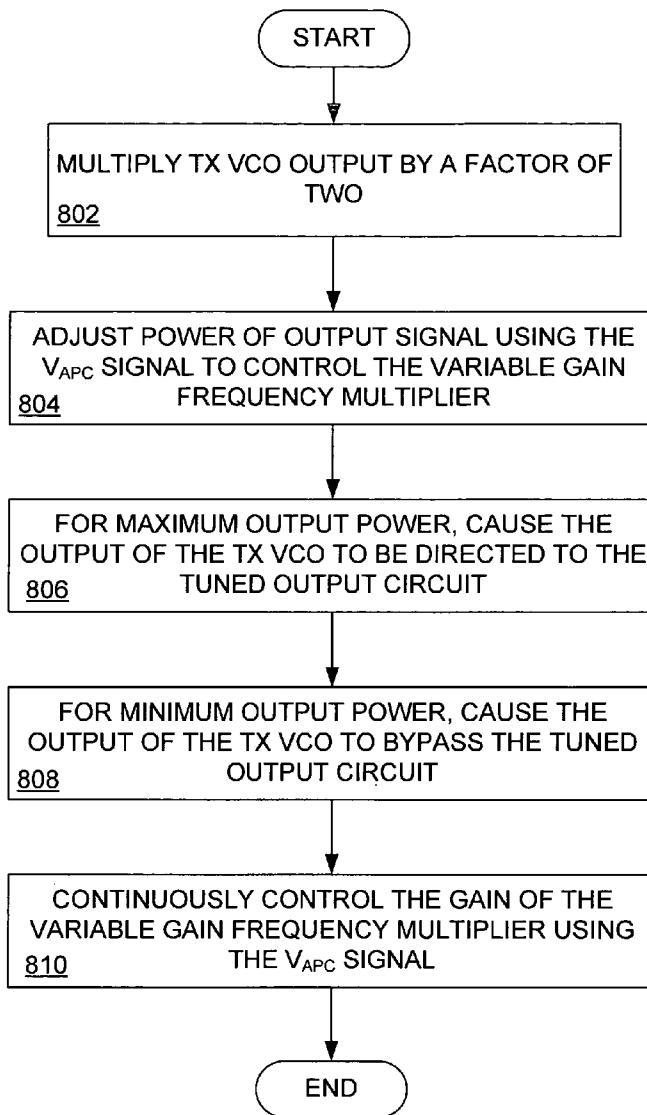 START
MULTIPLY TX VCO OUTPUT BY A FACTOR OF
TWO
802
ADJUST POWER OF OUTPUT SIGNAL USING THE
VAPC SIGNAL TO CONTROL THE VARIABLE GAIN
FREQUENCY MULTIPLIER
804
FOR MAXIMUM OUTPUT POWER, CAUSE THE
OUTPUT OF THE TX VCO TO BE DIRECTED TO THE
TUNED OUTPUT CIRCUIT
806
FOR MINIMUM OUTPUT POWER, CAUSE THE
OUTPUT OF THE TX VCO TO BYPASS THE TUNED
OUTPUT CIRCUIT
808
CONTINUOUSLY CONTROL THE GAIN OF THE
VARIABLE GAIN FREQUENCY MULTIPLIER USING
THE VAPC SIGNAL
810
END